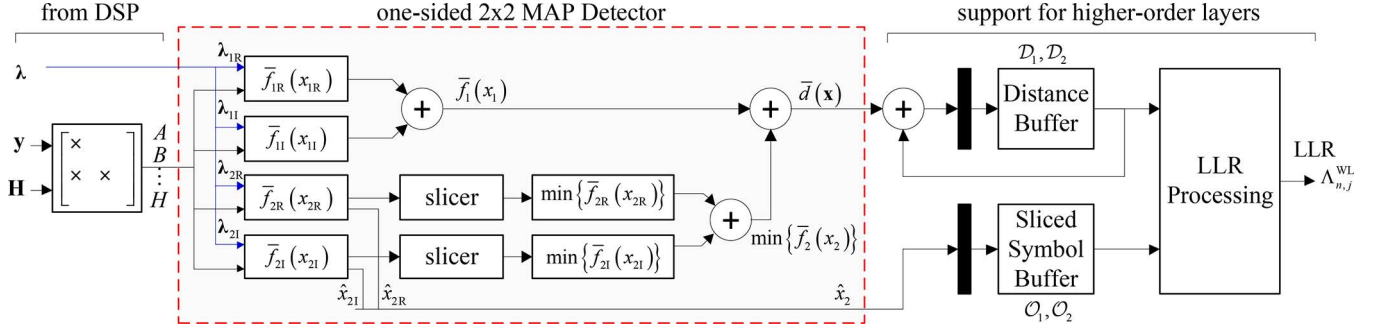 from DSP
one-sided 2x2 MAP Detector
support for higher-order layers
λ
y
H
× × ×
A
B
⋮
H
λ₁R
f̅₁R(x₁R)
λ₁I
f̅₁I(x₁I)
λ₂R
f̅₂R(x₂R)
λ₂I
f̅₂I(x₂I)
+
f̅₁(x₁)
slicer
min{f̅₂R(x₂R)}
slicer
min{f̅₂I(x₂I)}
+
min{f̅₂(x₂)}
+
d̅(x)
x̂₂I
x̂₂R
x̂₂
+
𝒟₁,𝒟₂
Distance
Buffer
Sliced
Symbol
Buffer
𝒪₁,𝒪₂
LLR
Processing
LLR
Λ^WL_n,j